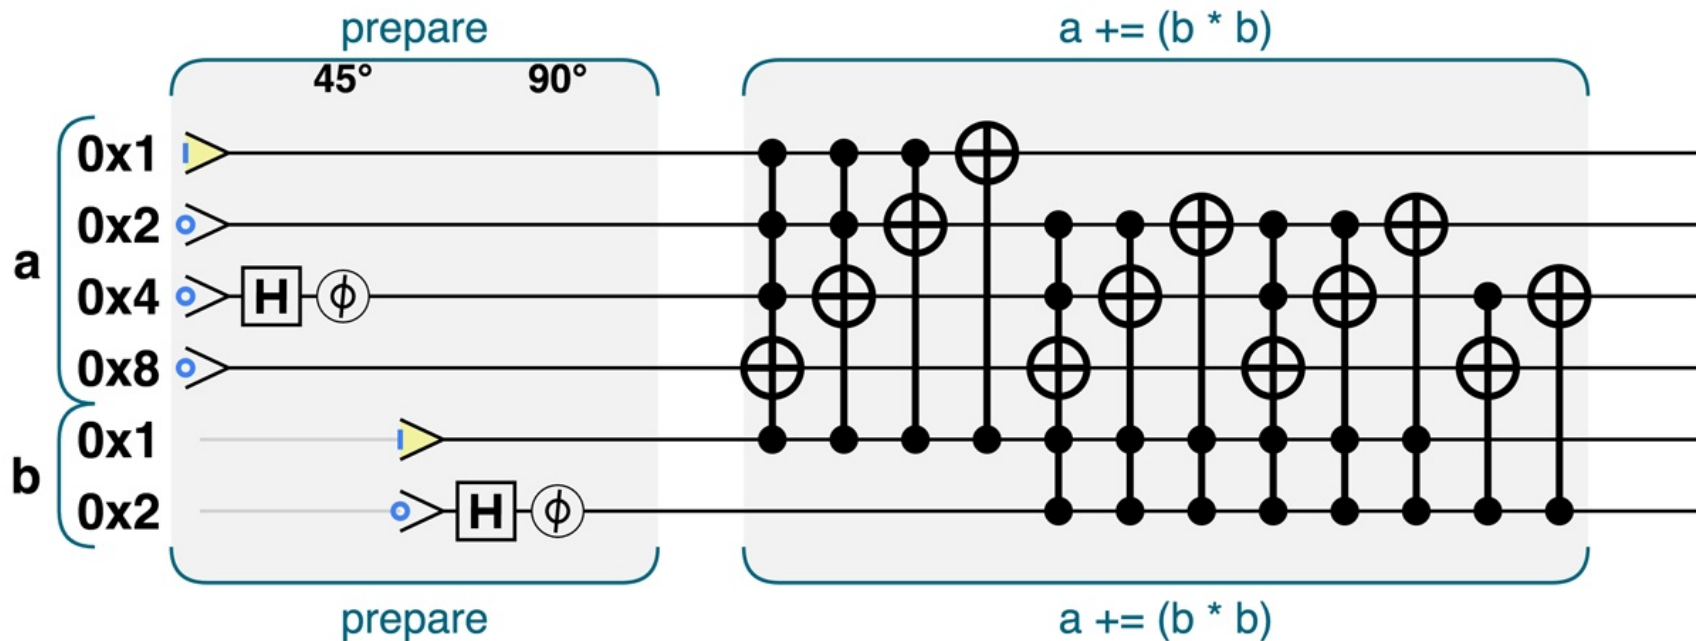 prepare
a += (b * b)
45°
90°
a
0x1
0x2
0x4
H
ϕ
0x8
b
0x1
0x2
H
ϕ
prepare
a += (b * b)